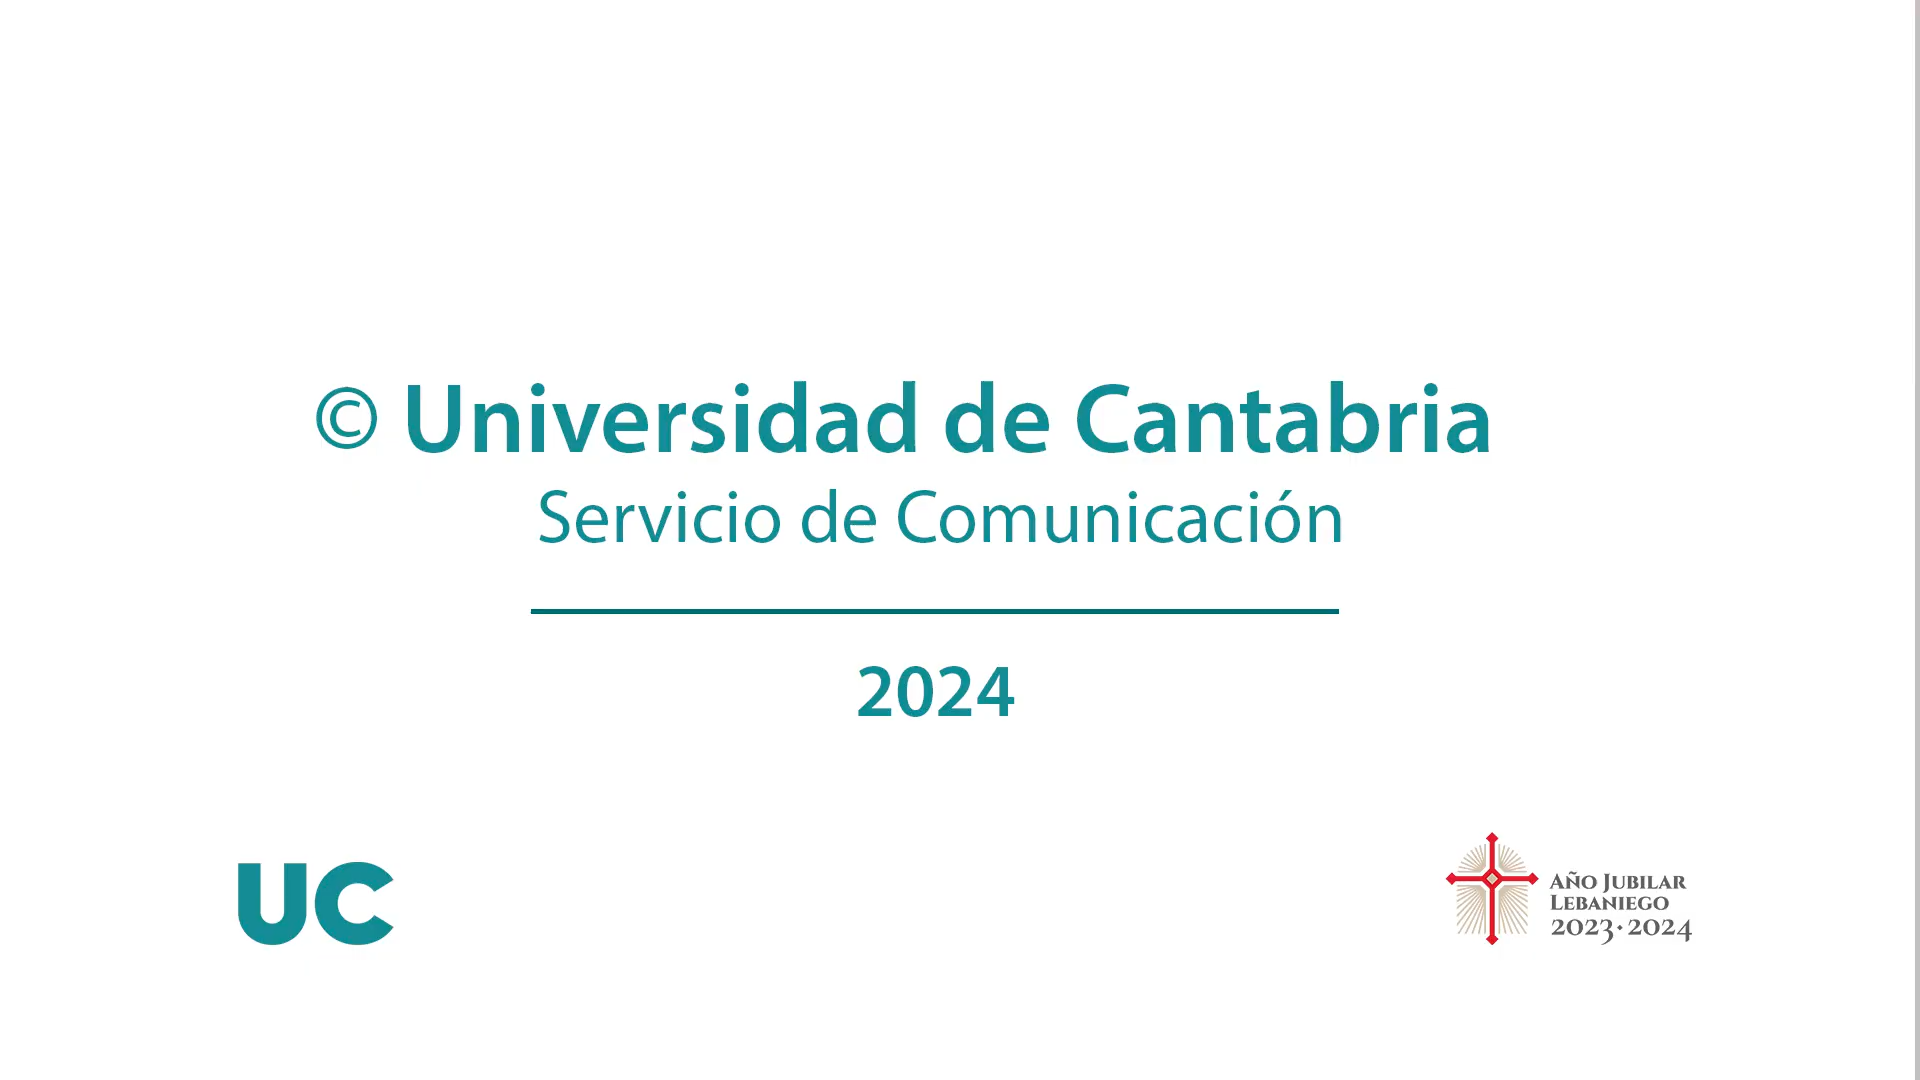 © Universidad de Cantabria
Servicio de Comunicación
2024
UC
Año Jubilar
Lebaniego
2023·2024